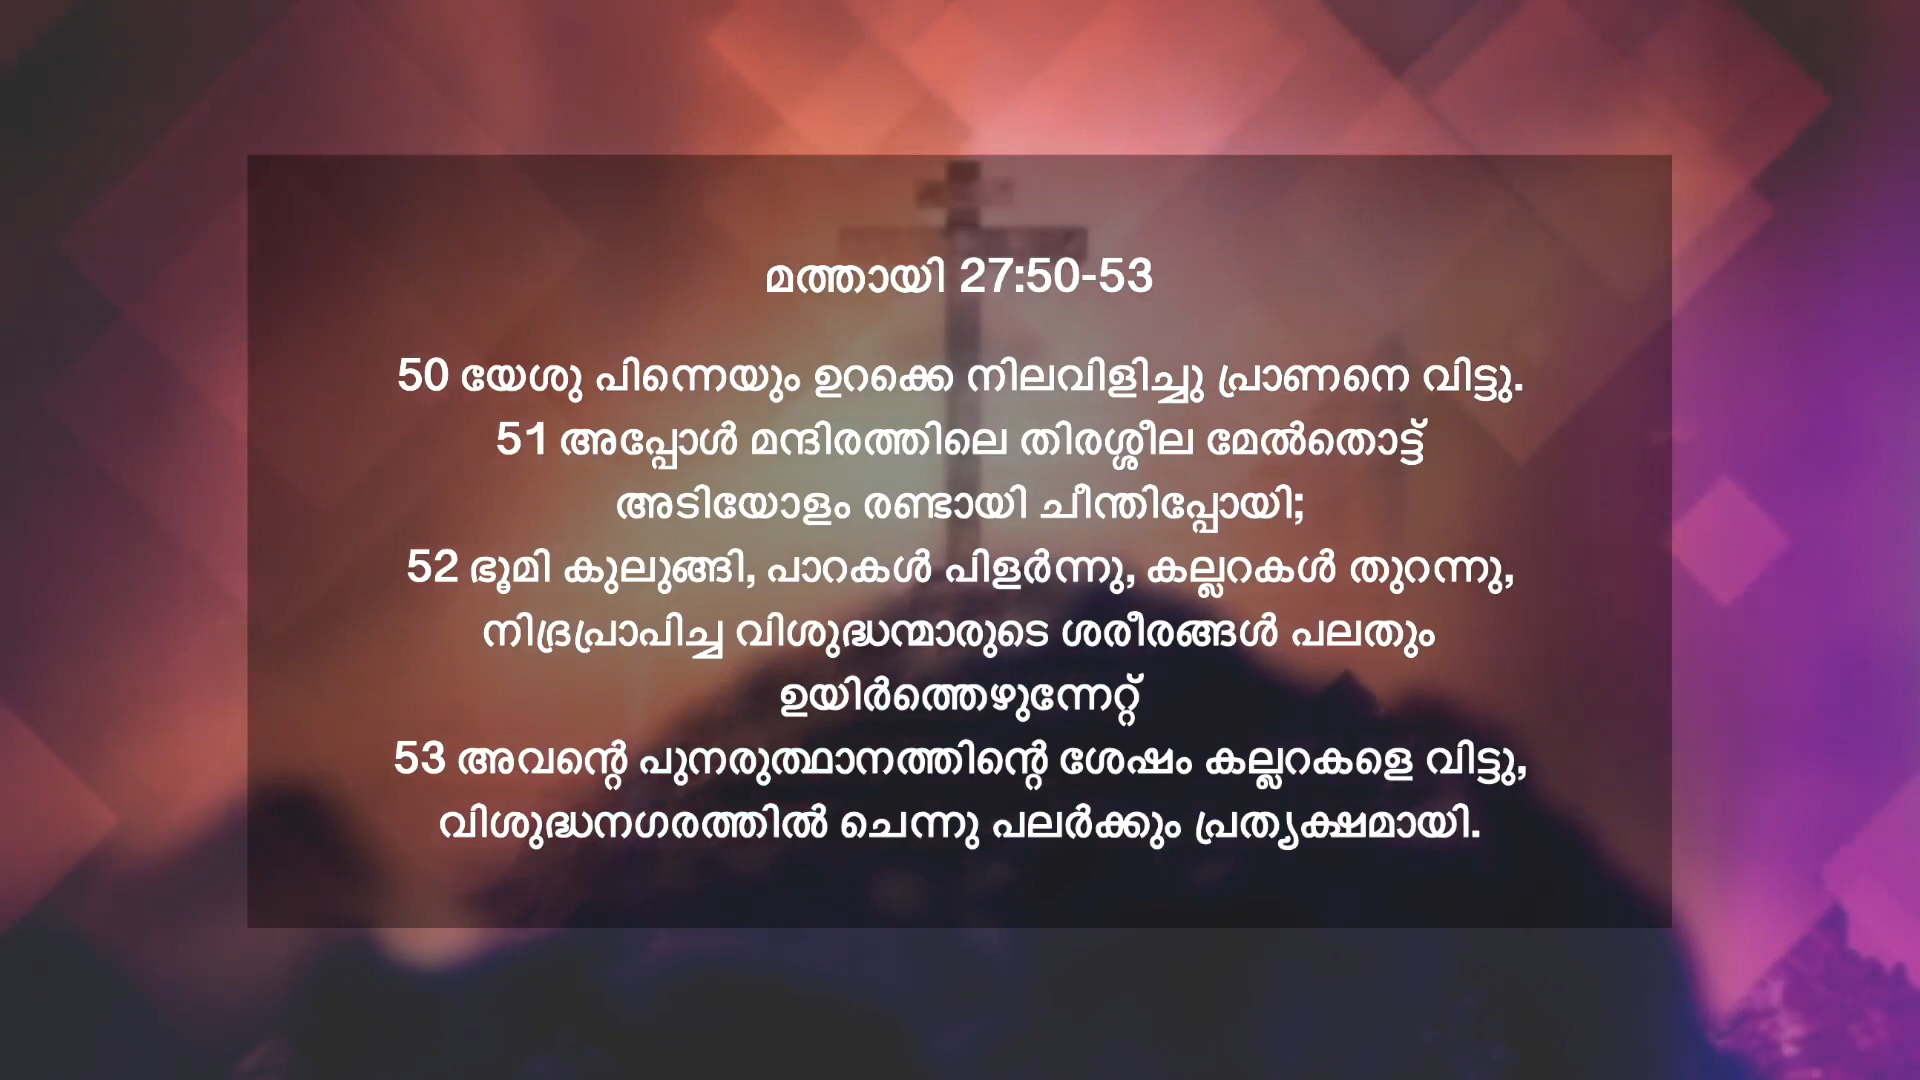 മത്തായി 27:50-53
50 യേശു പിന്നെയും ഉറക്കെ നിലവിളിച്ചു പ്രാണനെ വിട്ടു.
51 അപ്പോൾ മന്ദിരത്തിലെ തിരശ്ശീല മേൽതൊട്ട്
അടിയോളം രണ്ടായി ചീന്തിപ്പോയി;
52 ഭൂമി കുലുങ്ങി, പാറകൾ പിളർന്നു, കല്ലറകൾ തുറന്നു,
നിദ്രപ്രാപിച്ച വിശുദ്ധന്മാരുടെ ശരീരങ്ങൾ പലതും
ഉയിർത്തെഴുന്നേറ്റ്
53 അവന്റെ പുനരുത്ഥാനത്തിന്റെ ശേഷം കല്ലറകളെ വിട്ടു,
വിശുദ്ധനഗരത്തിൽ ചെന്നു പലർക്കും പ്രത്യക്ഷമായി.